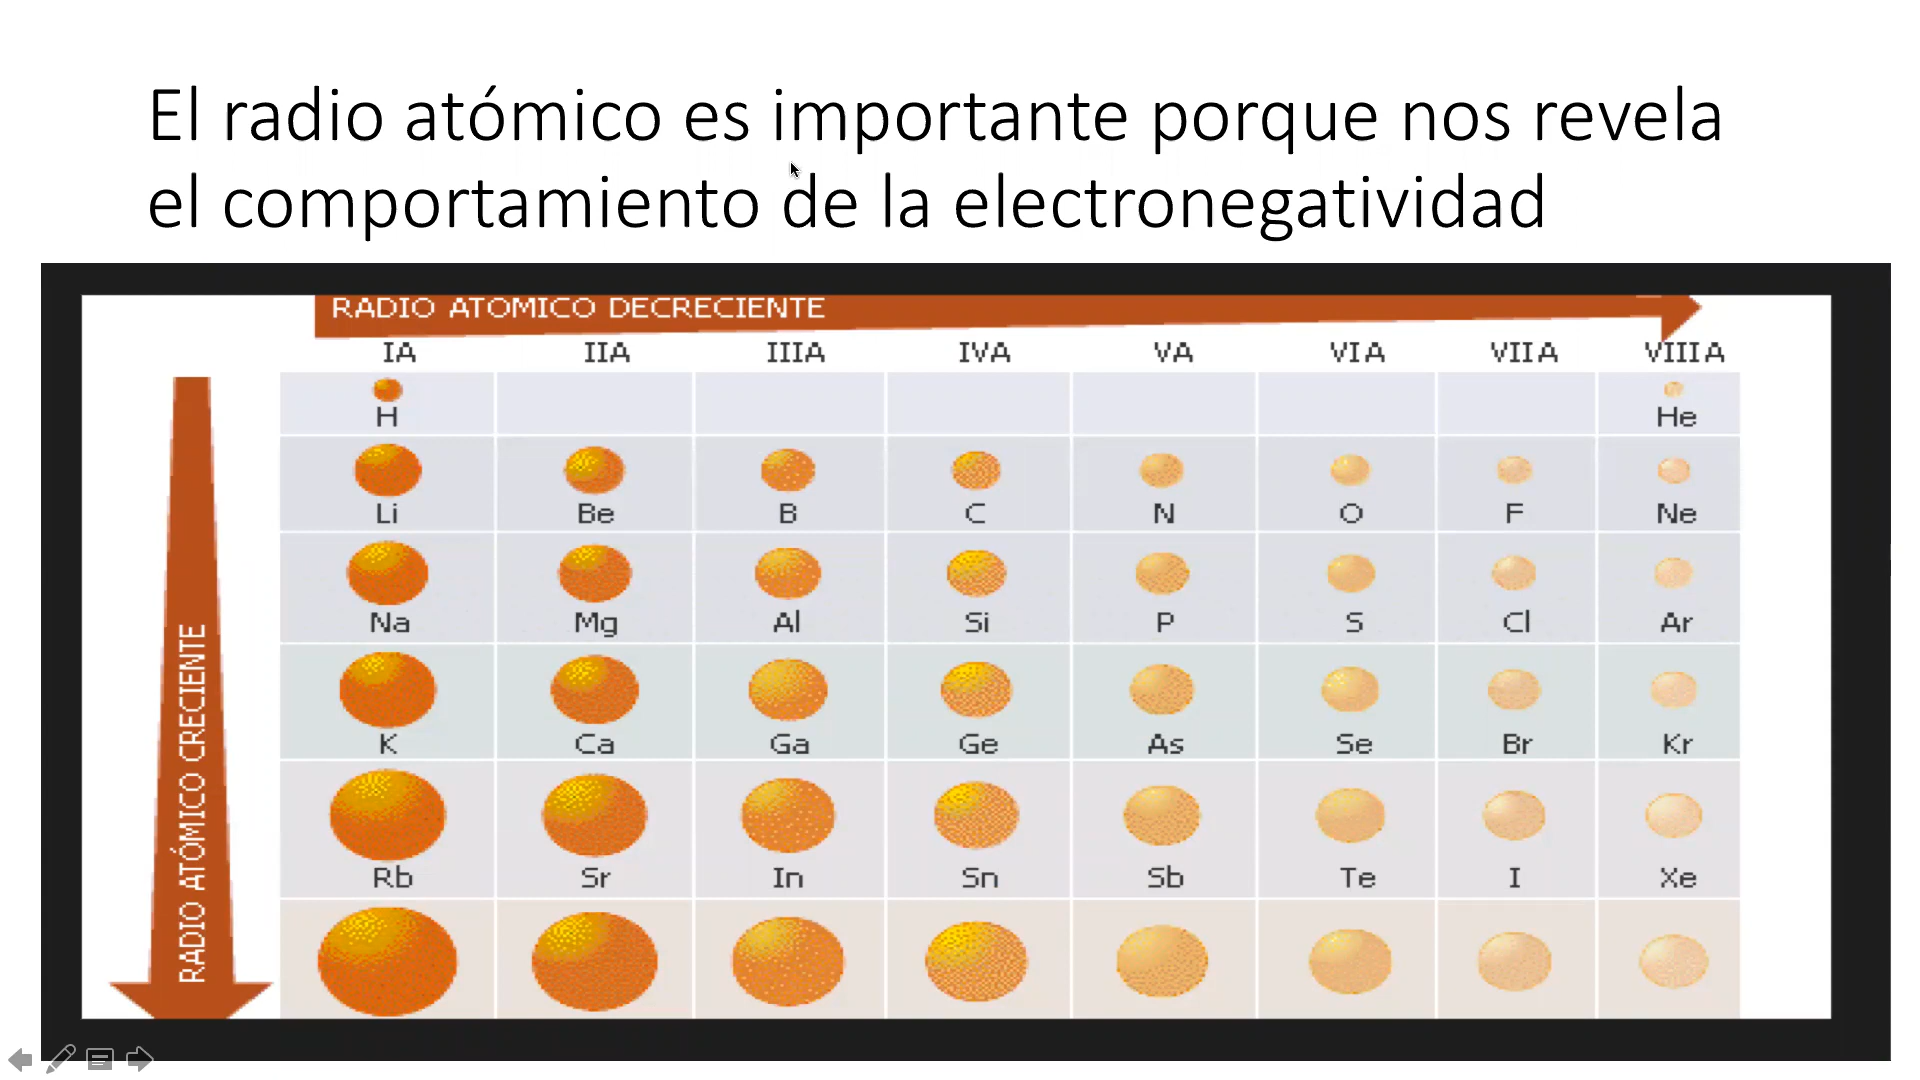 El radio atómico es importante porque nos revela
el comportamiento de la electronegatividad
RADIO ATOMICO DECRECIENTE
IA IIA IIIA IVA VA VIA VIIA VIIIA
RADIO ATÓMICO CRECIENTE
H He
Li Be B C N O F Ne
Na Mg Al Si P S Cl Ar
K Ca Ga Ge As Se Br Kr
Rb Sr In Sn Sb Te I Xe